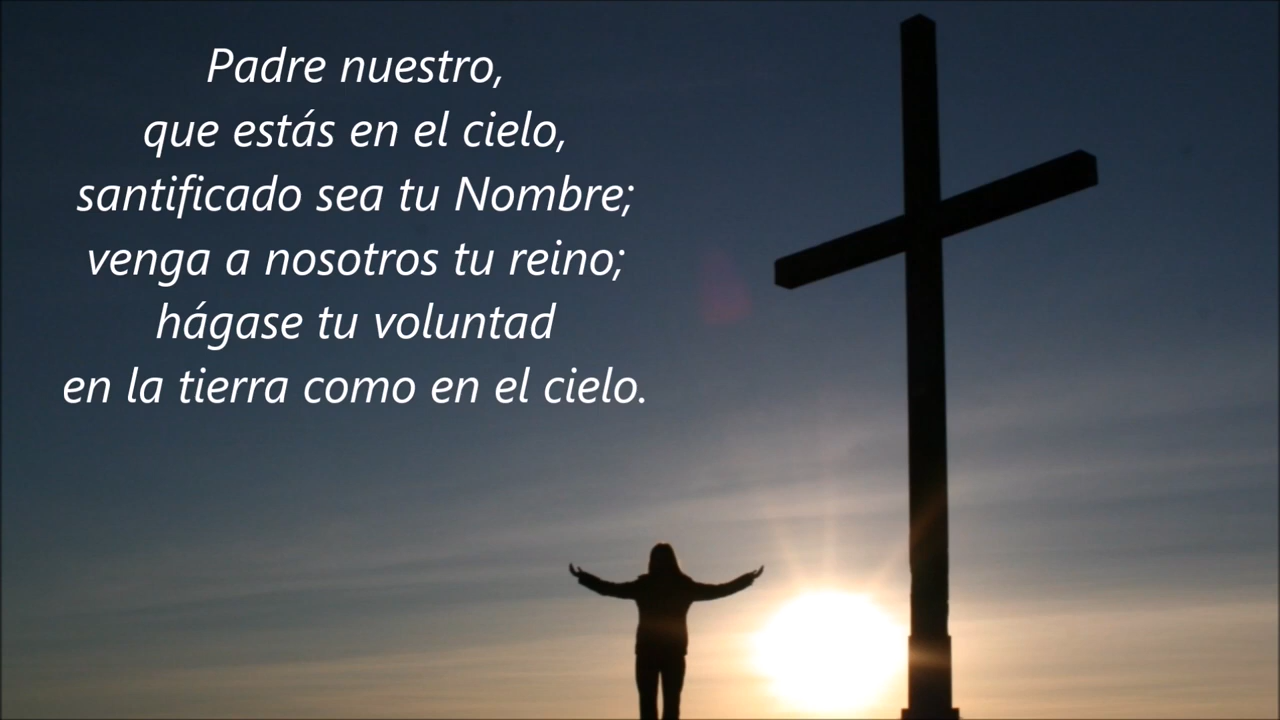 Padre nuestro,
que estás en el cielo,
santificado sea tu Nombre;
venga a nosotros tu reino;
hágase tu voluntad
en la tierra como en el cielo.